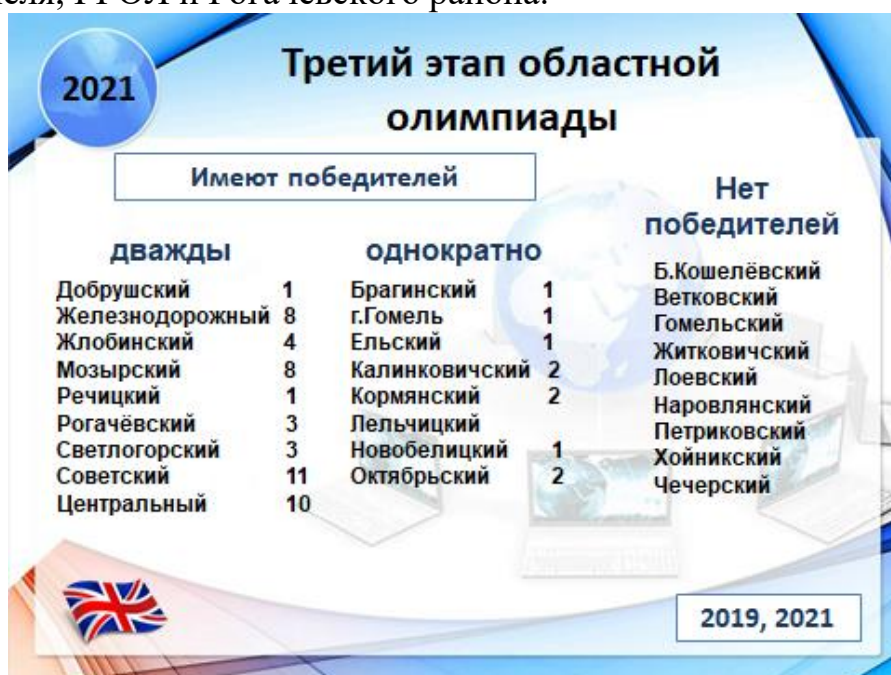 2021
Третий этап областной
олимпиады
Имеют победителей
дважды
Добрушский 1
Железнодорожный 8
Жлобинский 4
Мозырский 8
Речицкий 1
Рогачёвский 3
Светлогорский 3
Советский 11
Центральный 10
однократно
Брагинский 1
г.Гомель 1
Ельский 1
Калинковичский 2
Кормянский 2
Лельчицкий
Новобелицкий 1
Октябрьский 2
Нет
победителей
Б.Кошелёвский
Ветковский
Гомельский
Житковичский
Лоевский
Наровлянский
Петриковский
Хойникский
Чечерский
2019, 2021